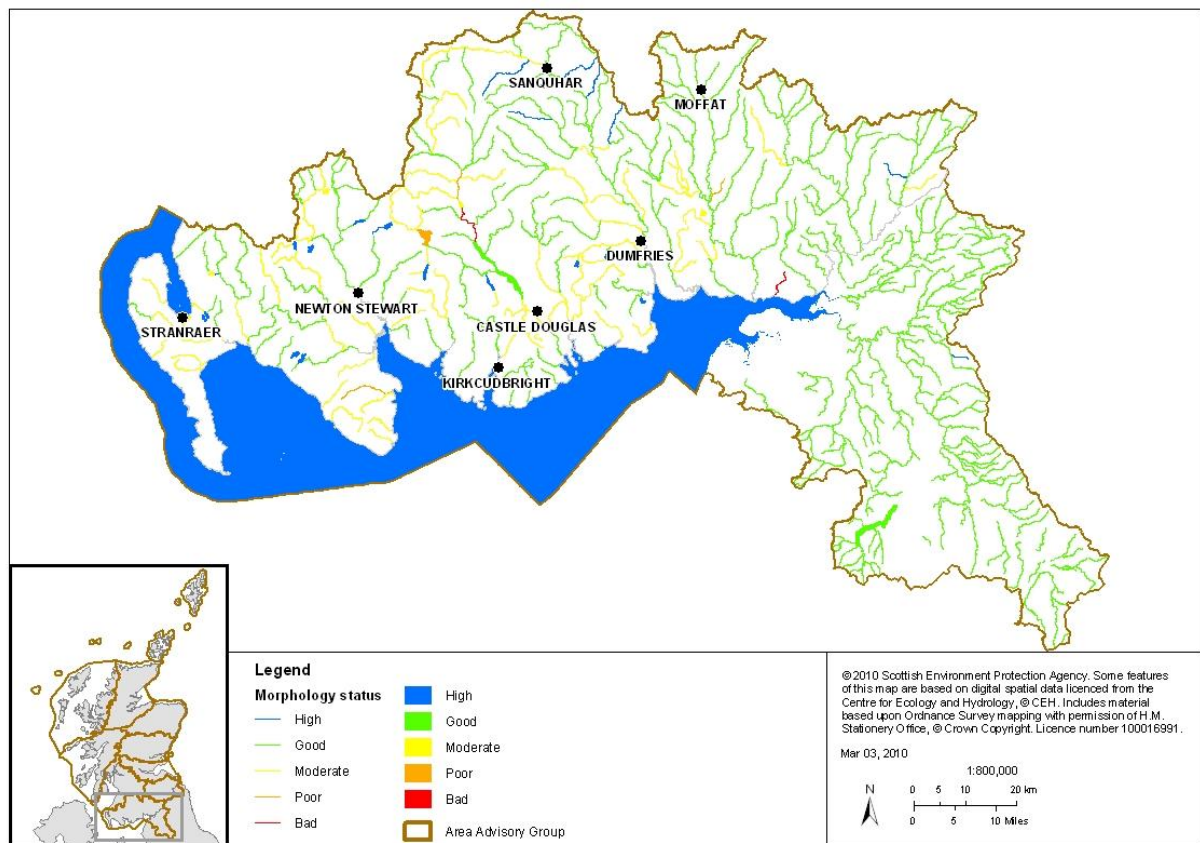 SANQUHAR
MOFFAT
DUMFRIES
NEWTON STEWART
STRANRAER
CASTLE DOUGLAS
KIRKCUDBRIGHT
Legend
Morphology status
High
Good
Moderate
Poor
Bad
High
Good
Moderate
Poor
Bad
Area Advisory Group
©2010 Scottish Environment Protection Agency. Some features
of this map are based on digital spatial data licenced from the
Centre for Ecology and Hydrology, © CEH. Includes material
based upon Ordnance Survey mapping with permission of H.M.
Stationery Office, © Crown Copyright. Licence number 100016991.
Mar 03, 2010
1:800,000
N
0 5 10 20 km
0 5 10 Miles